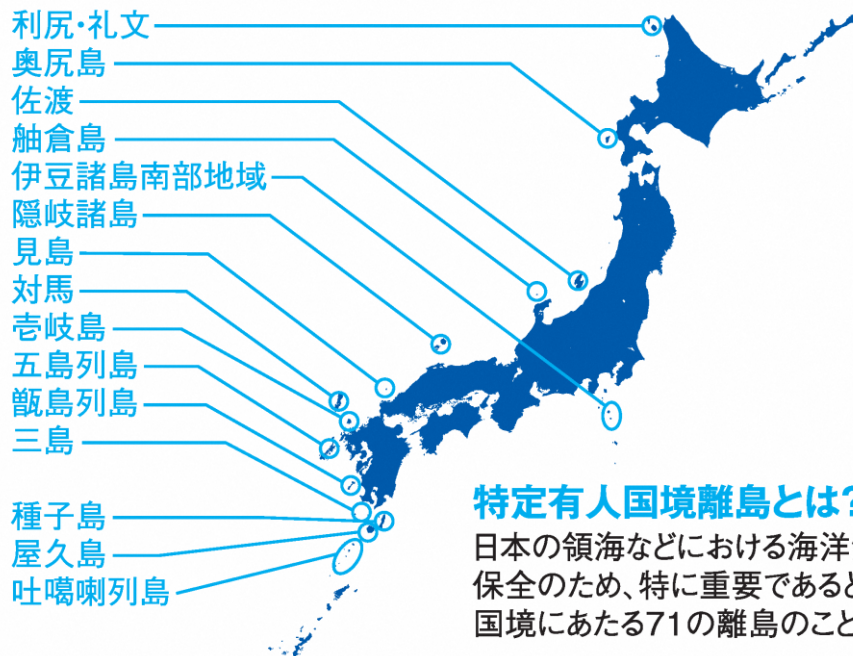 利尻・礼文
奥尻島
佐渡
舳倉島
伊豆諸島南部地域
隠岐諸島
見島
対馬
壱岐島
五島列島
甑島列島
三島
種子島
屋久島
吐噶喇列島
特定有人国境離島とは?
日本の領海などにおける海洋
保全のため、特に重要であると
国境にあたる71の離島のこと